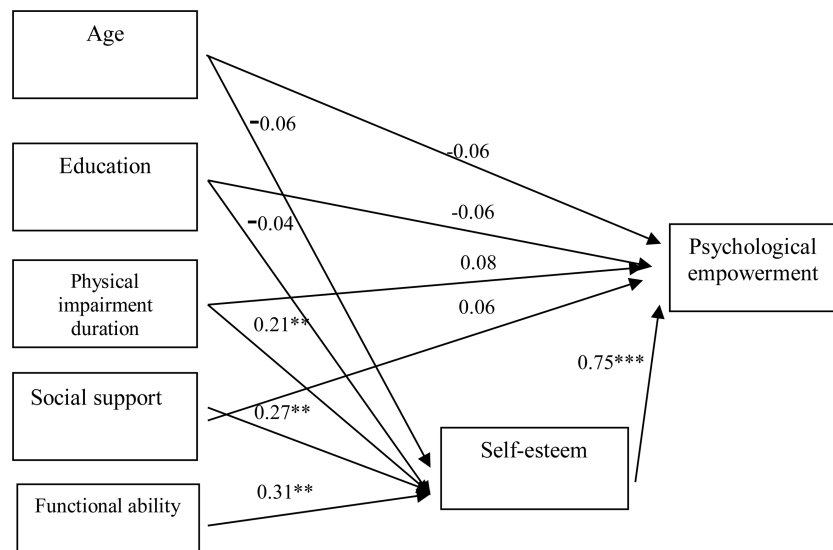 Age
-0.06
-0.06
Education
-0.04
-0.06
Psychological
empowerment
Physical
impairment
duration
0.08
0.21**
0.06
Social support
0.27**
0.75***
Self-esteem
Functional ability
0.31**